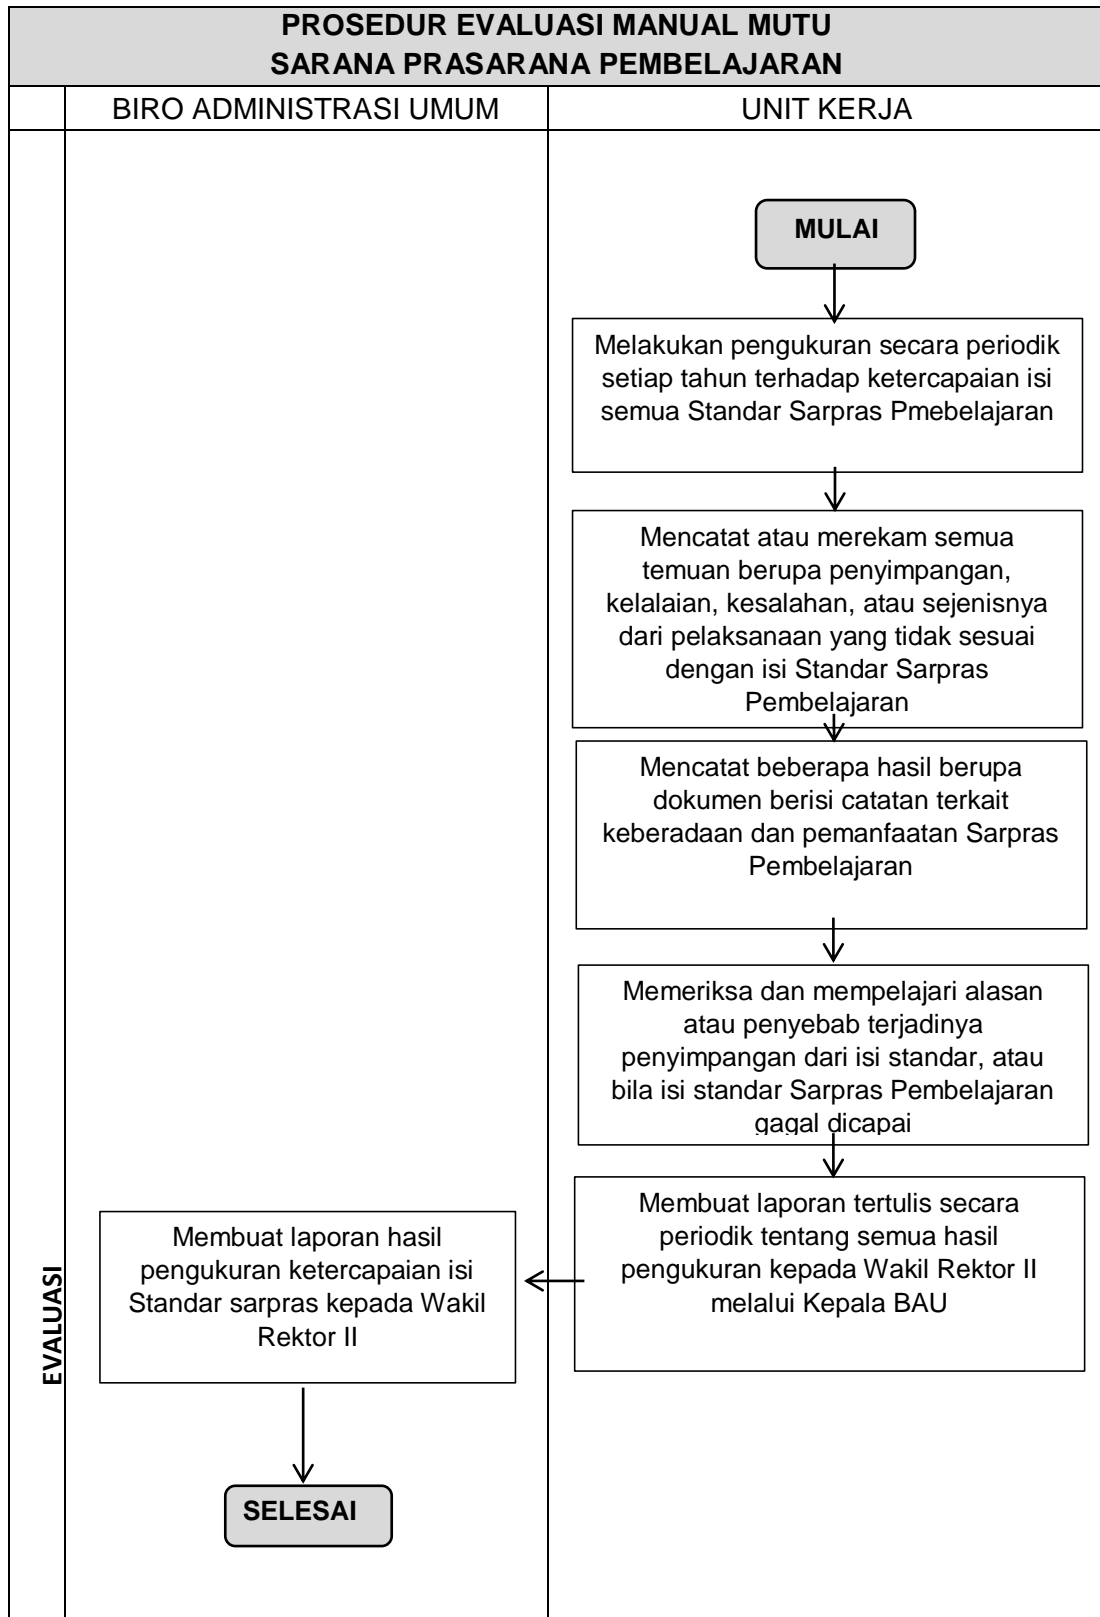 PROSEDUR EVALUASI MANUAL MUTU
SARANA PRASARANA PEMBELAJARAN
BIRO ADMINISTRASI UMUM
UNIT KERJA
MULAI
Melakukan pengukuran secara periodik
setiap tahun terhadap ketercapaian isi
semua Standar Sarpras Pmebelajaran
Mencatat atau merekam semua
temuan berupa penyimpangan,
kelalaian, kesalahan, atau sejenisnya
dari pelaksanaan yang tidak sesuai
dengan isi Standar Sarpras
Pembelajaran
Mencatat beberapa hasil berupa
dokumen berisi catatan terkait
keberadaan dan pemanfaatan Sarpras
Pembelajaran
Memeriksa dan mempelajari alasan
atau penyebab terjadinya
penyimpangan dari isi standar, atau
bila isi standar Sarpras Pembelajaran
gagal dicapai
Membuat laporan tertulis secara
periodik tentang semua hasil
pengukuran kepada Wakil Rektor II
melalui Kepala BAU
Membuat laporan hasil
pengukuran ketercapaian isi
Standar sarpras kepada Wakil
Rektor II
EVALUASI
SELESAI